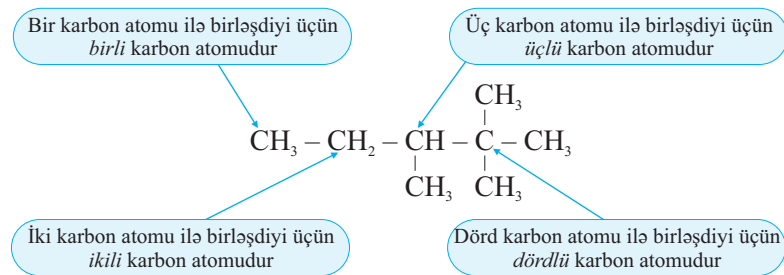 Bir karbon atomu ilə birləşdiyi üçün
birli karbon atomudur
Üç karbon atomu ilə birləşdiyi üçün
üçlü karbon atomudur
CH₃
CH₃ – CH₂ – CH – C – CH₃
CH₃ CH₃
İki karbon atomu ilə birləşdiyi üçün
ikili karbon atomudur
Dörd karbon atomu ilə birləşdiyi üçün
dördlü karbon atomudur